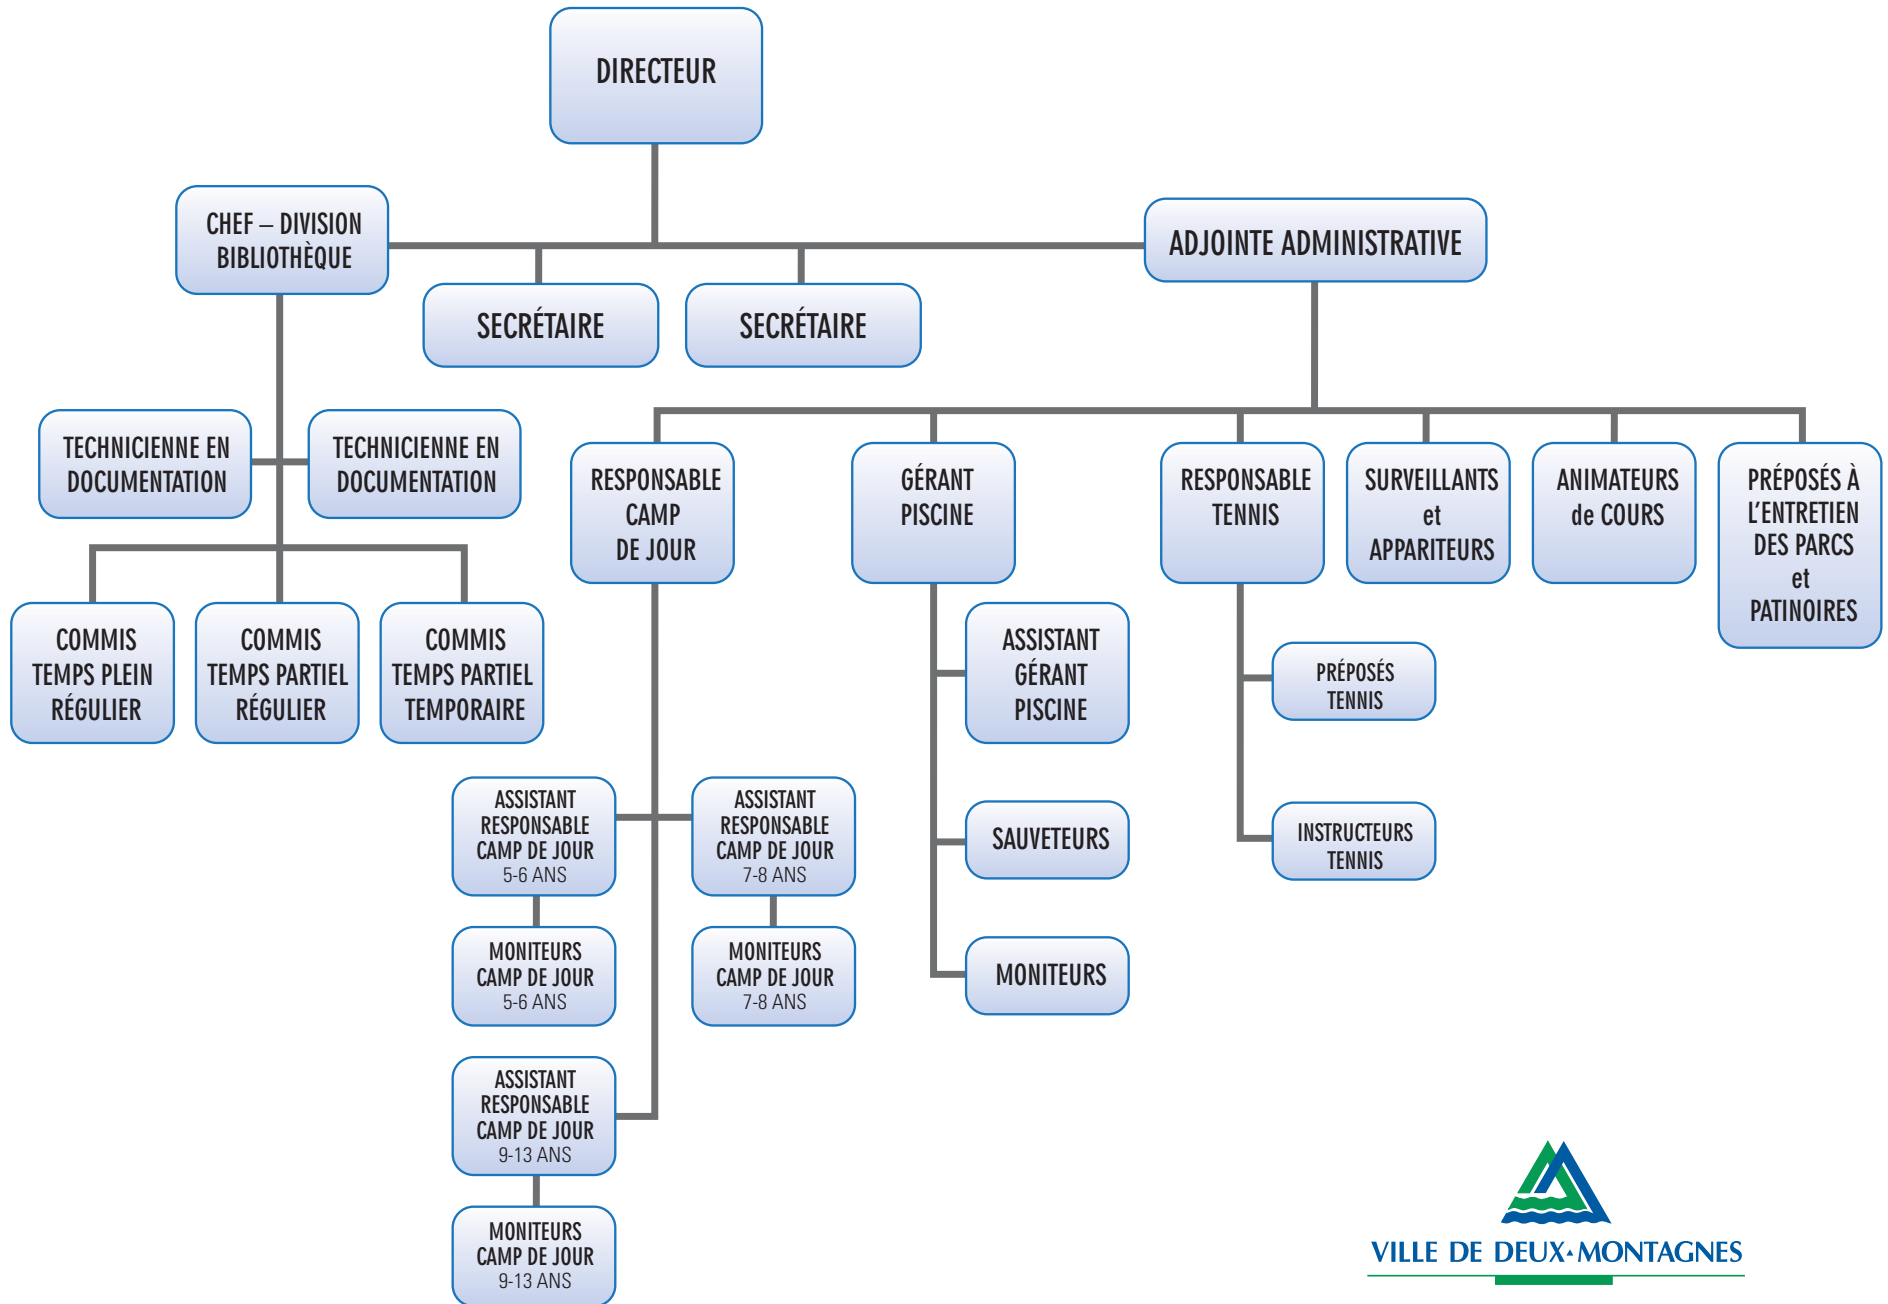 DIRECTEUR
CHEF – DIVISION
BIBLIOTHÈQUE
ADJOINTE ADMINISTRATIVE
SECRÉTAIRE
SECRÉTAIRE
TECHNICIENNE EN
DOCUMENTATION
TECHNICIENNE EN
DOCUMENTATION
COMMIS
TEMPS PLEIN
RÉGULIER
COMMIS
TEMPS PARTIEL
RÉGULIER
COMMIS
TEMPS PARTIEL
TEMPORAIRE
RESPONSABLE
CAMP
DE JOUR
GÉRANT
PISCINE
RESPONSABLE
TENNIS
SURVEILLANTS
et
APPARITEURS
ANIMATEURS
de COURS
PRÉPOSÉS À
L'ENTRETIEN
DES PARCS
et
PATINOIRES
ASSISTANT
GÉRANT
PISCINE
SAUVETEURS
MONITEURS
PRÉPOSÉS
TENNIS
INSTRUCTEURS
TENNIS
ASSISTANT
RESPONSABLE
CAMP DE JOUR
5-6 ANS
ASSISTANT
RESPONSABLE
CAMP DE JOUR
7-8 ANS
MONITEURS
CAMP DE JOUR
5-6 ANS
MONITEURS
CAMP DE JOUR
7-8 ANS
ASSISTANT
RESPONSABLE
CAMP DE JOUR
9-13 ANS
MONITEURS
CAMP DE JOUR
9-13 ANS
VILLE DE DEUX-MONTAGNES